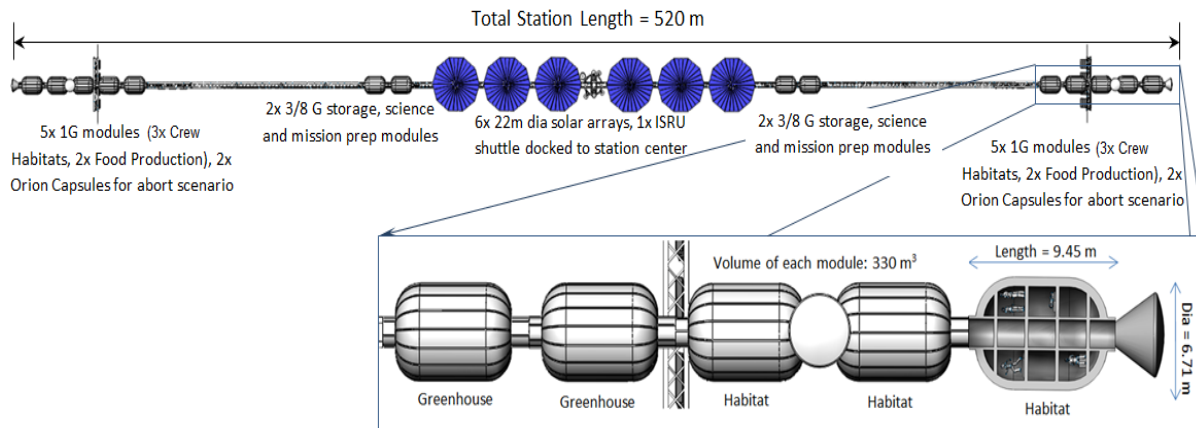 Total Station Length = 520 m
5x 1G modules (3x Crew
Habitats, 2x Food Production), 2x
Orion Capsules for abort scenario
2x 3/8 G storage, science
and mission prep modules
6x 22m dia solar arrays, 1x ISRU
shuttle docked to station center
2x 3/8 G storage, science
and mission prep modules
5x 1G modules (3x Crew
Habitats, 2x Food Production), 2x
Orion Capsules for abort scenario
Volume of each module: 330 m³
Length = 9.45 m
Dia = 6.71 m
Greenhouse
Greenhouse
Habitat
Habitat
Habitat